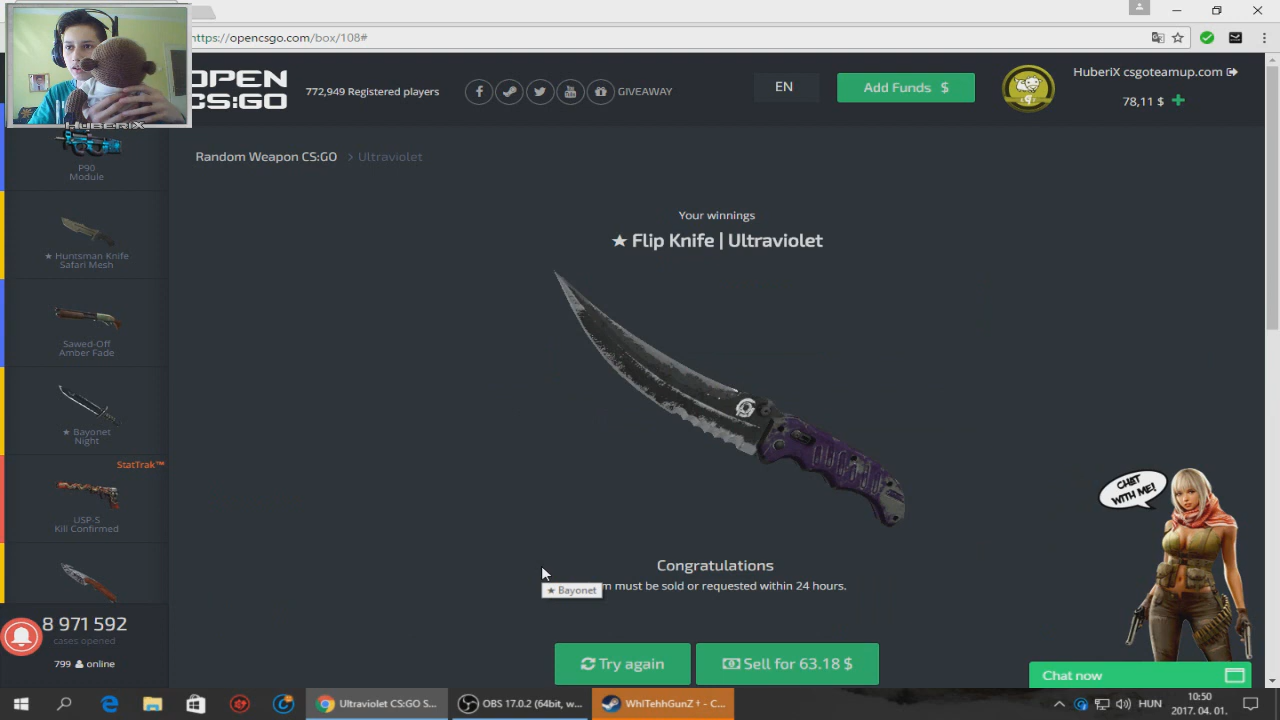 https://opencsgo.com/box/108#
HUBERIX
OPEN
CS:GO
772,949 Registered players
GIVEAWAY
EN
Add Funds $
HuberiX csgoteamup.com
78,11 $
Random Weapon CS:GO > Ultraviolet
P90
Module
★ Huntsman Knife
Safari Mesh
Sawed-Off
Amber Fade
★ Bayonet
Night
StatTrak™
USP-S
Kill Confirmed
8 971 592
cases opened
799 online
Your winnings
★ Flip Knife | Ultraviolet
Congratulations
must be sold or requested within 24 hours.
★ Bayonet
Try again
Sell for 63.18 $
CHAT
WITH ME!
Chat now
Ultraviolet CS:GO S...
OBS 17.0.2 (64bit, w...
WhITehhGunZ † - C...
HUN
10:50
2017. 04. 01.